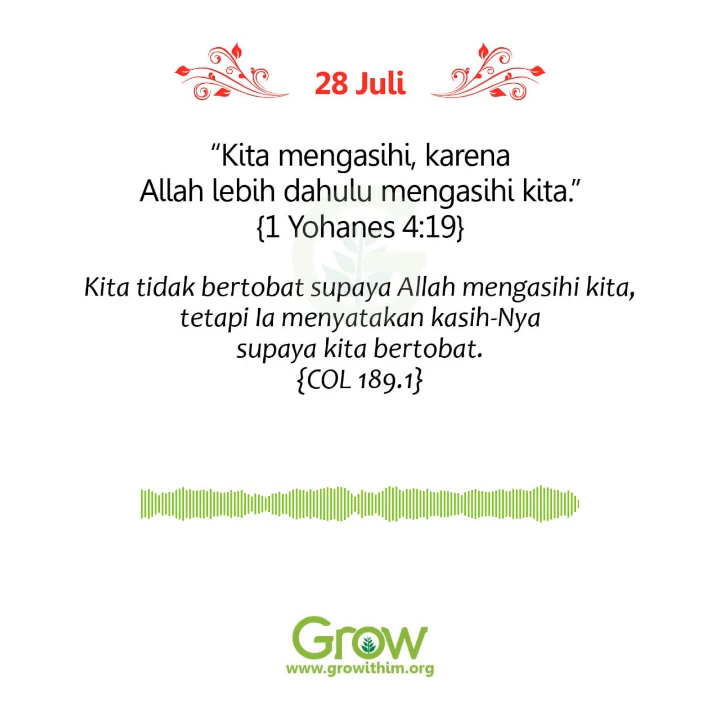 28 Juli
“Kita mengasihi, karena
Allah lebih dahulu mengasihi kita.”
{1 Yohanes 4:19}
Kita tidak bertobat supaya Allah mengasihi kita,
tetapi Ia menyatakan kasih-Nya
supaya kita bertobat.
{COL 189.1}
Grow
www.growithim.org